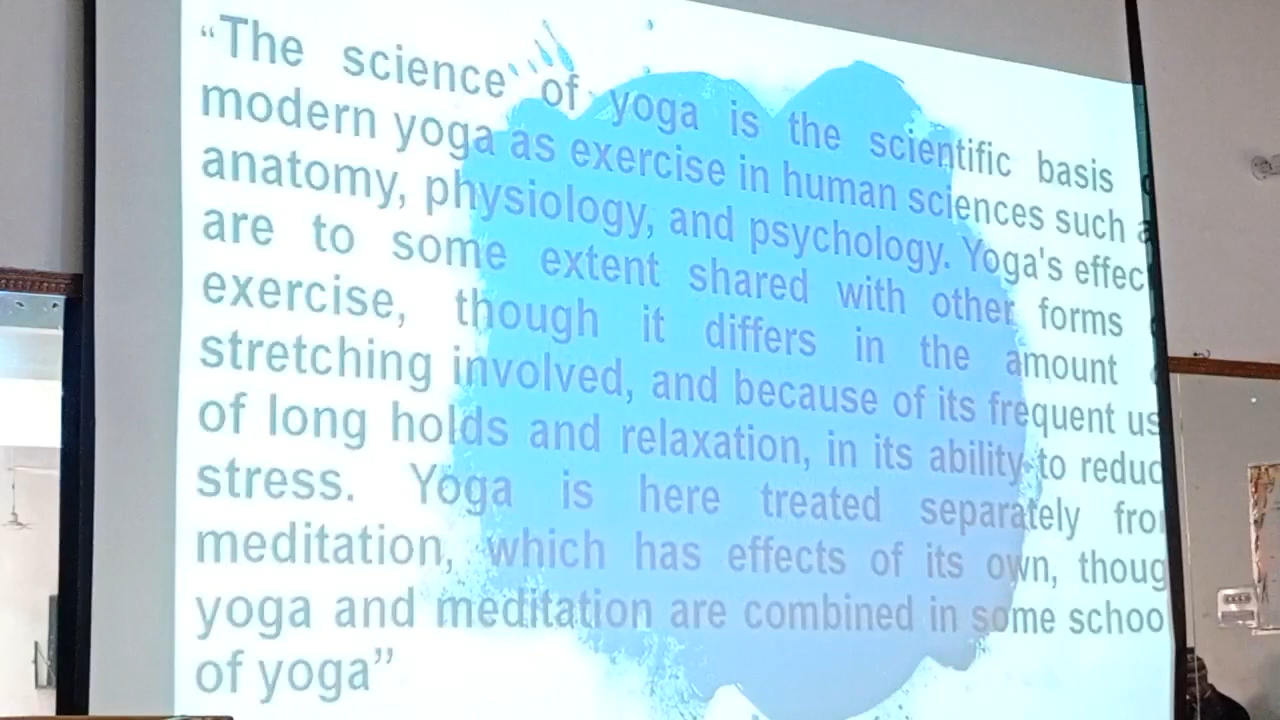 “The science of yoga is the scientific basis
modern yoga as exercise in human sciences such a
anatomy, physiology, and psychology. Yoga's effec
are to some extent shared with other forms
exercise, though it differs in the amount
stretching involved, and because of its frequent us
of long holds and relaxation, in its ability to reduc
stress. Yoga is here treated separately fro
meditation, which has effects of its own, thoug
yoga and meditation are combined in some schoo
of yoga”